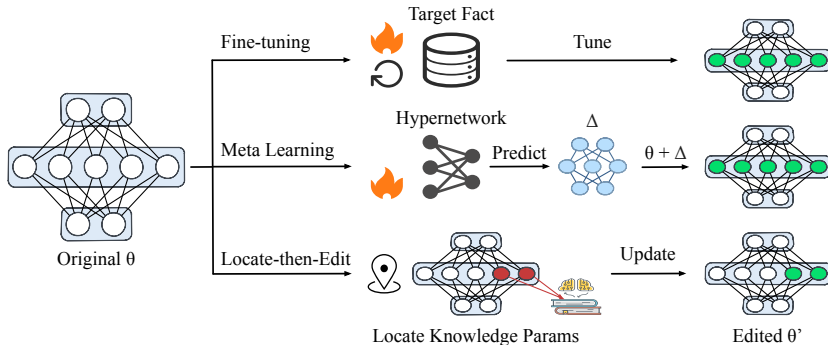 Target Fact
Fine-tuning
Tune
Hypernetwork
Δ
Meta Learning
Predict
θ + Δ
Original θ
Locate-then-Edit
Update
Locate Knowledge Params
Edited θ’